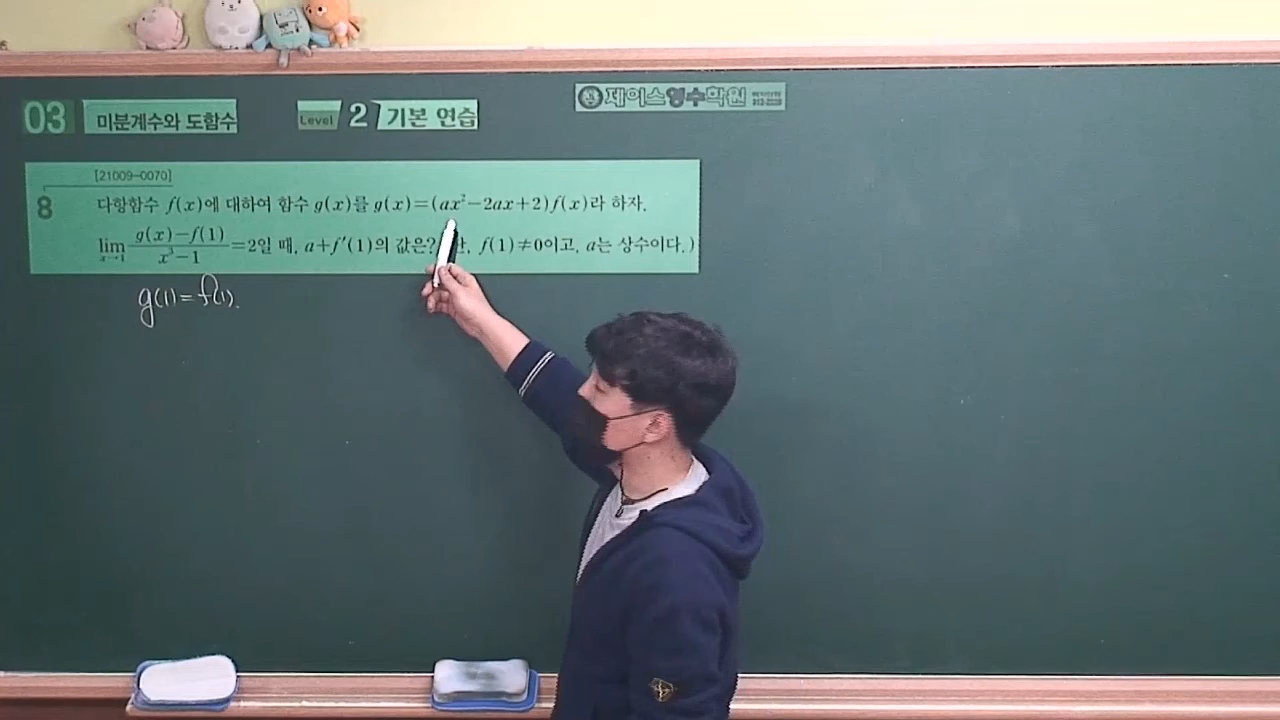 03 미분계수와 도함수 Level 2 기본 연습
제이스영수학원
[21009-0070]
8 다항함수 f(x)에 대하여 함수 g(x)를 g(x)=(ax²-2ax+2)f(x)라 하자.
lim x→1 g(x)-f(1) / x³-1 =2일 때, a+f′(1)의 값은? , f(1)≠0이고, a는 상수이다.)
g(1)=f(1).